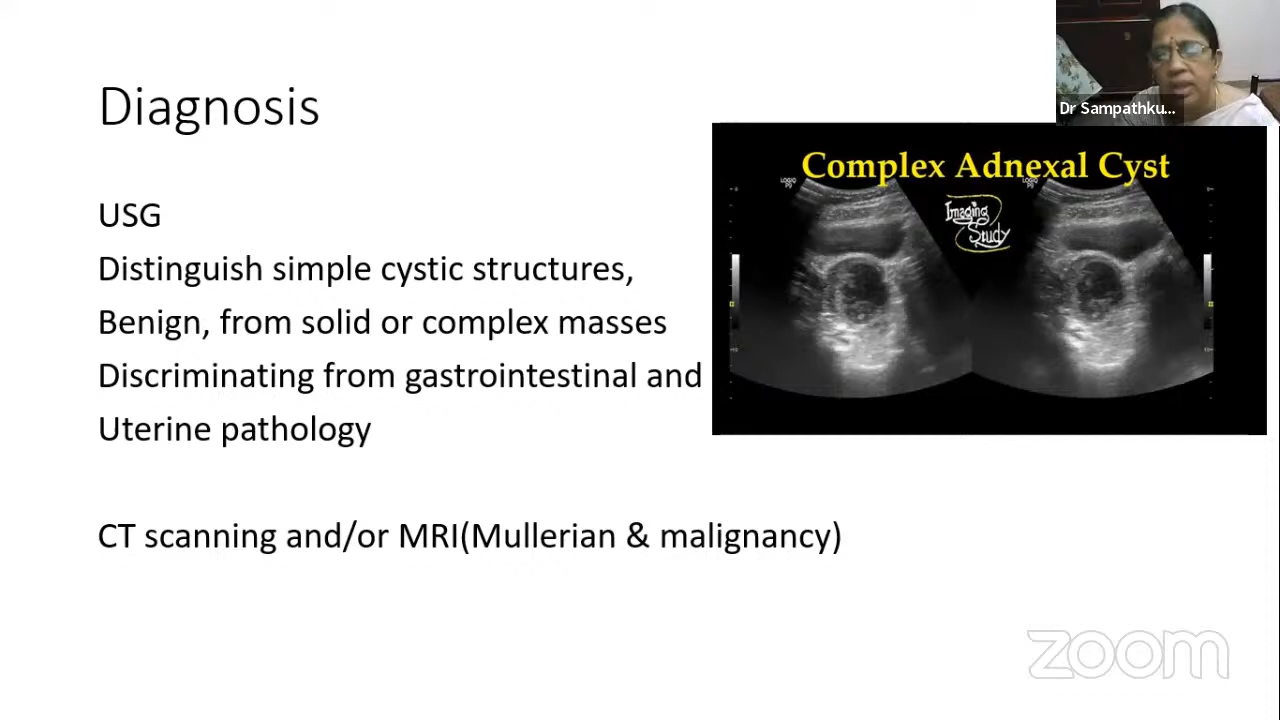 Diagnosis
Dr Sampathku...
Complex Adnexal Cyst
Imaging
Study
USG
Distinguish simple cystic structures,
Benign, from solid or complex masses
Discriminating from gastrointestinal and
Uterine pathology
CT scanning and/or MRI(Mullerian & malignancy)
zoom